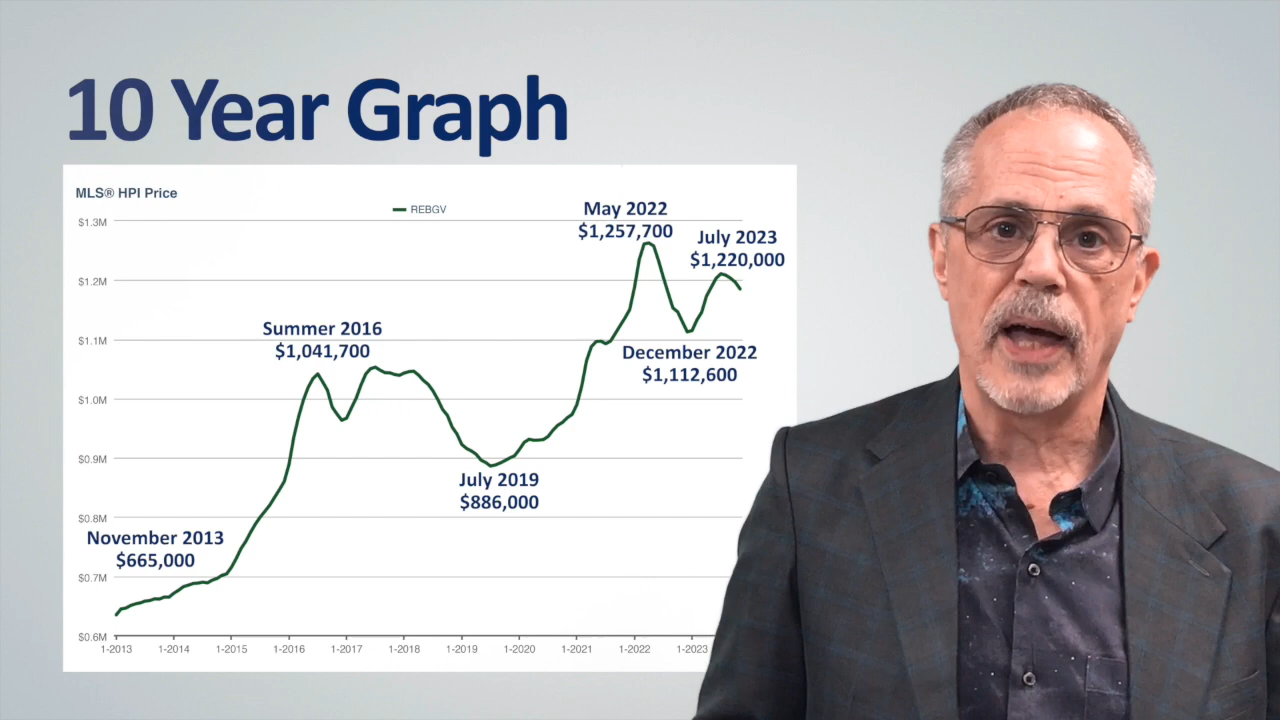 10 Year Graph
MLS® HPI Price
REBGV
$1.3M
$1.2M
$1.1M
$1.0M
$0.9M
$0.8M
$0.7M
$0.6M
May 2022
$1,257,700
July 2023
$1,220,000
Summer 2016
$1,041,700
December 2022
$1,112,600
July 2019
$886,000
November 2013
$665,000
1-2013 1-2014 1-2015 1-2016 1-2017 1-2018 1-2019 1-2020 1-2021 1-2022 1-2023